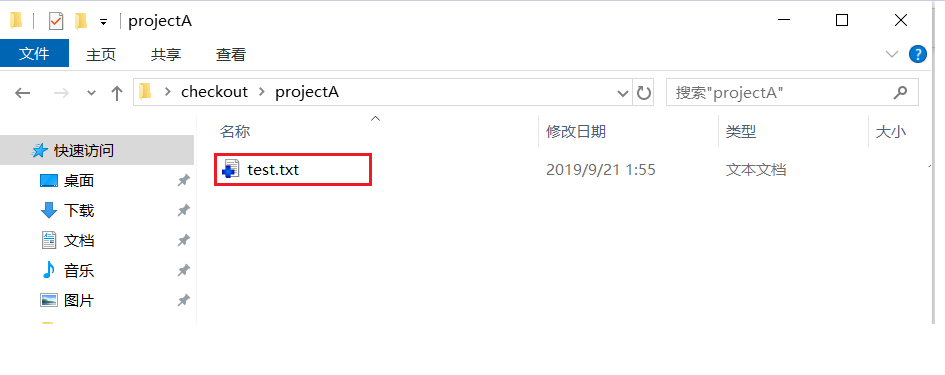 projectA
文件 主页 共享 查看
checkout projectA 搜索"projectA"
名称 修改日期 类型 大小
快速访问
test.txt 2019/9/21 1:55 文本文档
桌面
下载
文档
音乐
图片